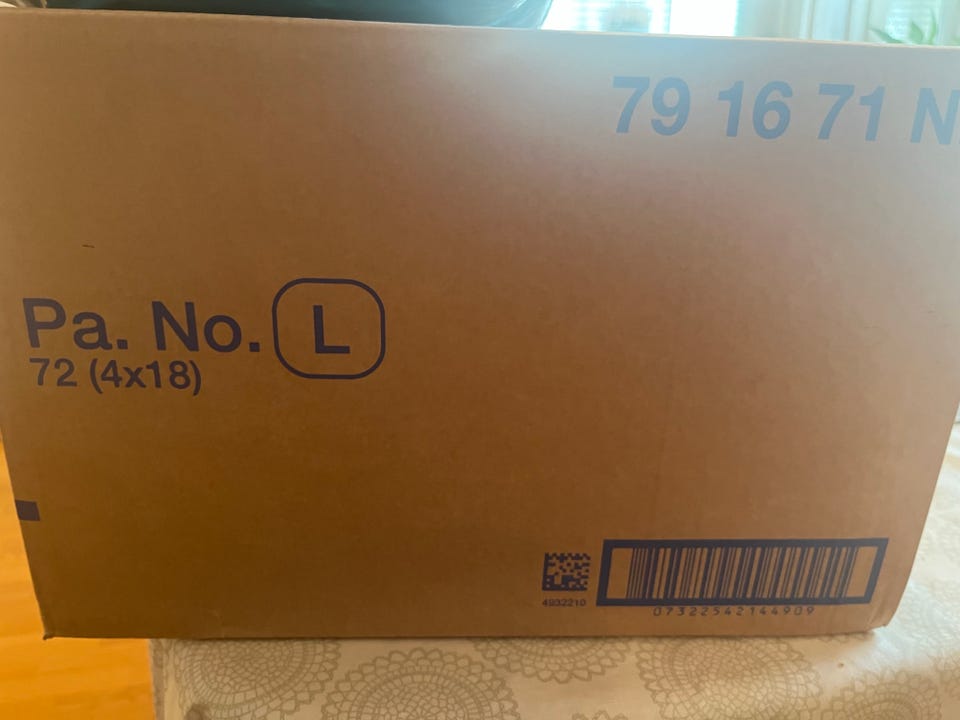 79 16 71 N
Pa. No. L
72 (4x18)
4932210
07322542144909